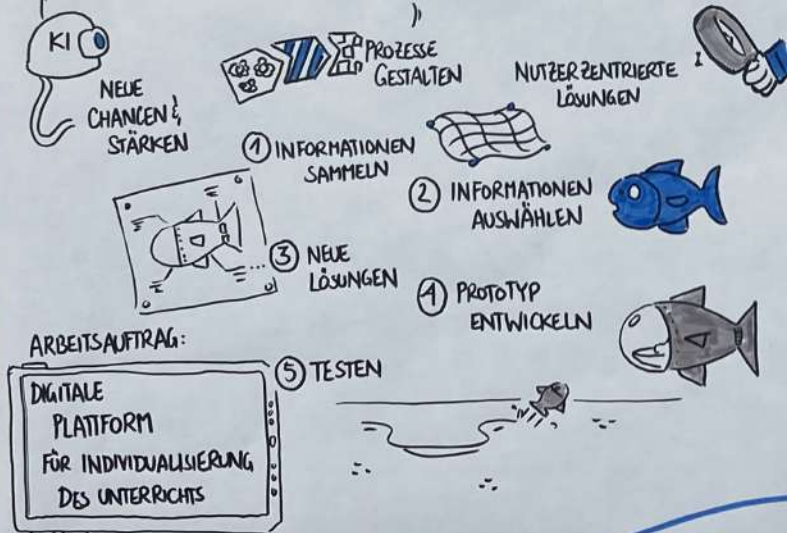 KI
NEUE
CHANCEN &
STÄRKEN
PROZESSE
GESTALTEN
NUTZERZENTRIERTE
LÖSUNGEN
① INFORMATIONEN
SAMMELN
② INFORMATIONEN
AUSWÄHLEN
③ NEUE
LÖSUNGEN
④ PROTOTYP
ENTWICKELN
ARBEITSAUFTRAG:
DIGITALE
PLATTFORM
FÜR INDIVIDUALISIERUNG
DES UNTERRICHTS
⑤ TESTEN